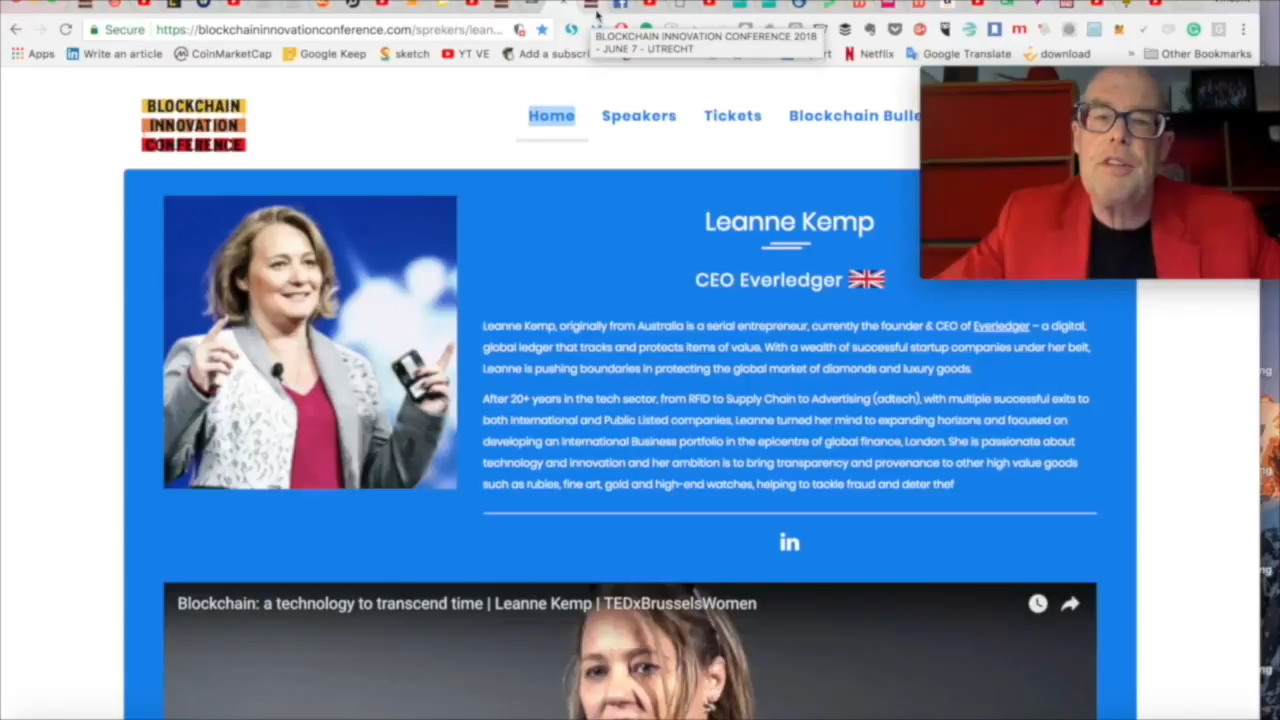 Secure
https://blockchaininnovationconference.com/sprekers/lean...
BLOCKCHAIN INNOVATION CONFERENCE 2018
- JUNE 7 - UTRECHT
Apps
Write an article
CoinMarketCap
Google Keep
sketch
YT VE
Add a subscri
Netflix
Google Translate
download
»
Other Bookmarks
BLOCKCHAIN
INNOVATION
CONFERENCE
Home
Speakers
Tickets
Blockchain Bulle
Leanne Kemp
CEO Everledger
Leanne Kemp, originally from Australia is a serial entrepreneur, currently the founder & CEO of Everledger – a digital,
global ledger that tracks and protects items of value. With a wealth of successful startup companies under her belt,
Leanne is pushing boundaries in protecting the global market of diamonds and luxury goods.
After 20+ years in the tech sector, from RFID to Supply Chain to Advertising (adtech), with multiple successful exits to
both International and Public Listed companies, Leanne turned her mind to expanding horizons and focused on
developing an International Business portfolio in the epicentre of global finance, London. She is passionate about
technology and innovation and her ambition is to bring transparency and provenance to other high value goods
such as rubies, fine art, gold and high-end watches, helping to tackle fraud and deter thef
in
Blockchain: a technology to transcend time | Leanne Kemp | TEDxBrusselsWomen